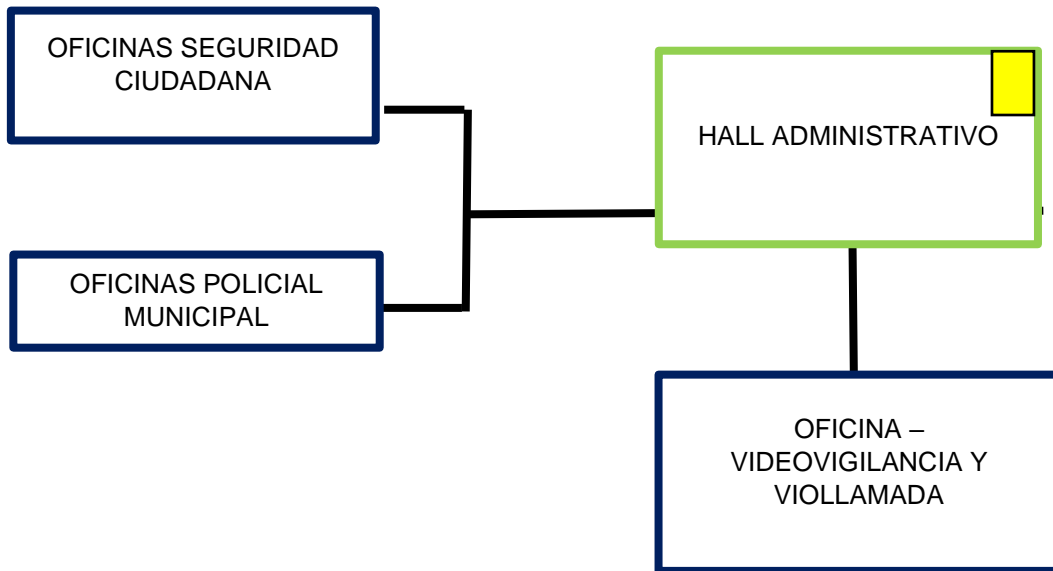 OFICINAS SEGURIDAD
CIUDADANA
HALL ADMINISTRATIVO
OFICINAS POLICIAL
MUNICIPAL
OFICINA –
VIDEOVIGILANCIA Y
VIOLLAMADA